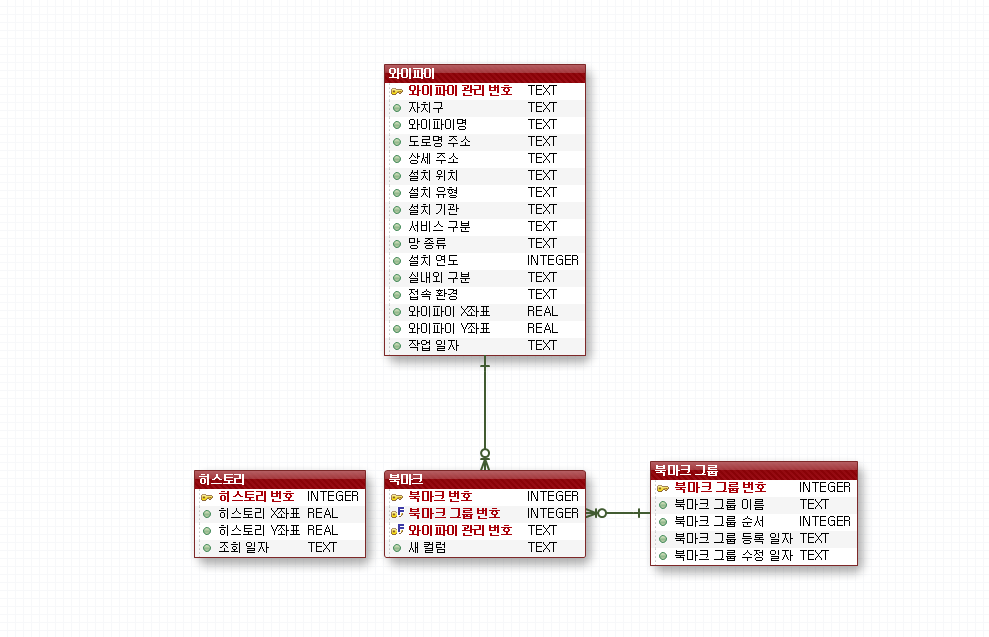 와이파이
와이파이 관리 번호 TEXT
자치구 TEXT
와이파이명 TEXT
도로명 주소 TEXT
상세 주소 TEXT
설치 위치 TEXT
설치 유형 TEXT
설치 기관 TEXT
서비스 구분 TEXT
망 종류 TEXT
설치 연도 INTEGER
실내외 구분 TEXT
접속 환경 TEXT
와이파이 X좌표 REAL
와이파이 Y좌표 REAL
작업 일자 TEXT
히스토리
히스토리 번호 INTEGER
히스토리 X좌표 REAL
히스토리 Y좌표 REAL
조회 일자 TEXT
북마크
북마크 번호 INTEGER
북마크 그룹 번호 INTEGER
와이파이 관리 번호 TEXT
새 컬럼 TEXT
북마크 그룹
북마크 그룹 번호 INTEGER
북마크 그룹 이름 TEXT
북마크 그룹 순서 INTEGER
북마크 그룹 등록 일자 TEXT
북마크 그룹 수정 일자 TEXT